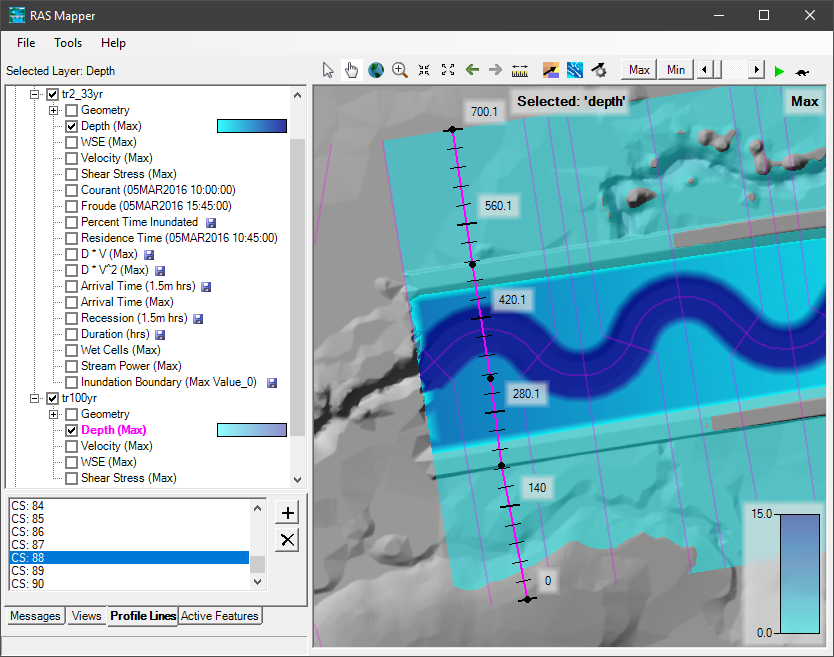 RAS Mapper
File Tools Help
Selected Layer: Depth
Max Min
tr2_33yr
Geometry
Depth (Max)
WSE (Max)
Velocity (Max)
Shear Stress (Max)
Courant (05MAR2016 10:00:00)
Froude (05MAR2016 15:45:00)
Percent Time Inundated
Residence Time (05MAR2016 10:45:00)
D * V (Max)
D * V^2 (Max)
Arrival Time (1.5m hrs)
Arrival Time (Max)
Recession (1.5m hrs)
Duration (hrs)
Wet Cells (Max)
Stream Power (Max)
Inundation Boundary (Max Value_0)
tr100yr
Geometry
Depth (Max)
Velocity (Max)
WSE (Max)
Shear Stress (Max)
CS: 84
CS: 85
CS: 86
CS: 87
CS: 88
CS: 89
CS: 90
Messages Views Profile Lines Active Features
Selected: 'depth'
Max
700.1
560.1
420.1
280.1
140
0
15.0
0.0